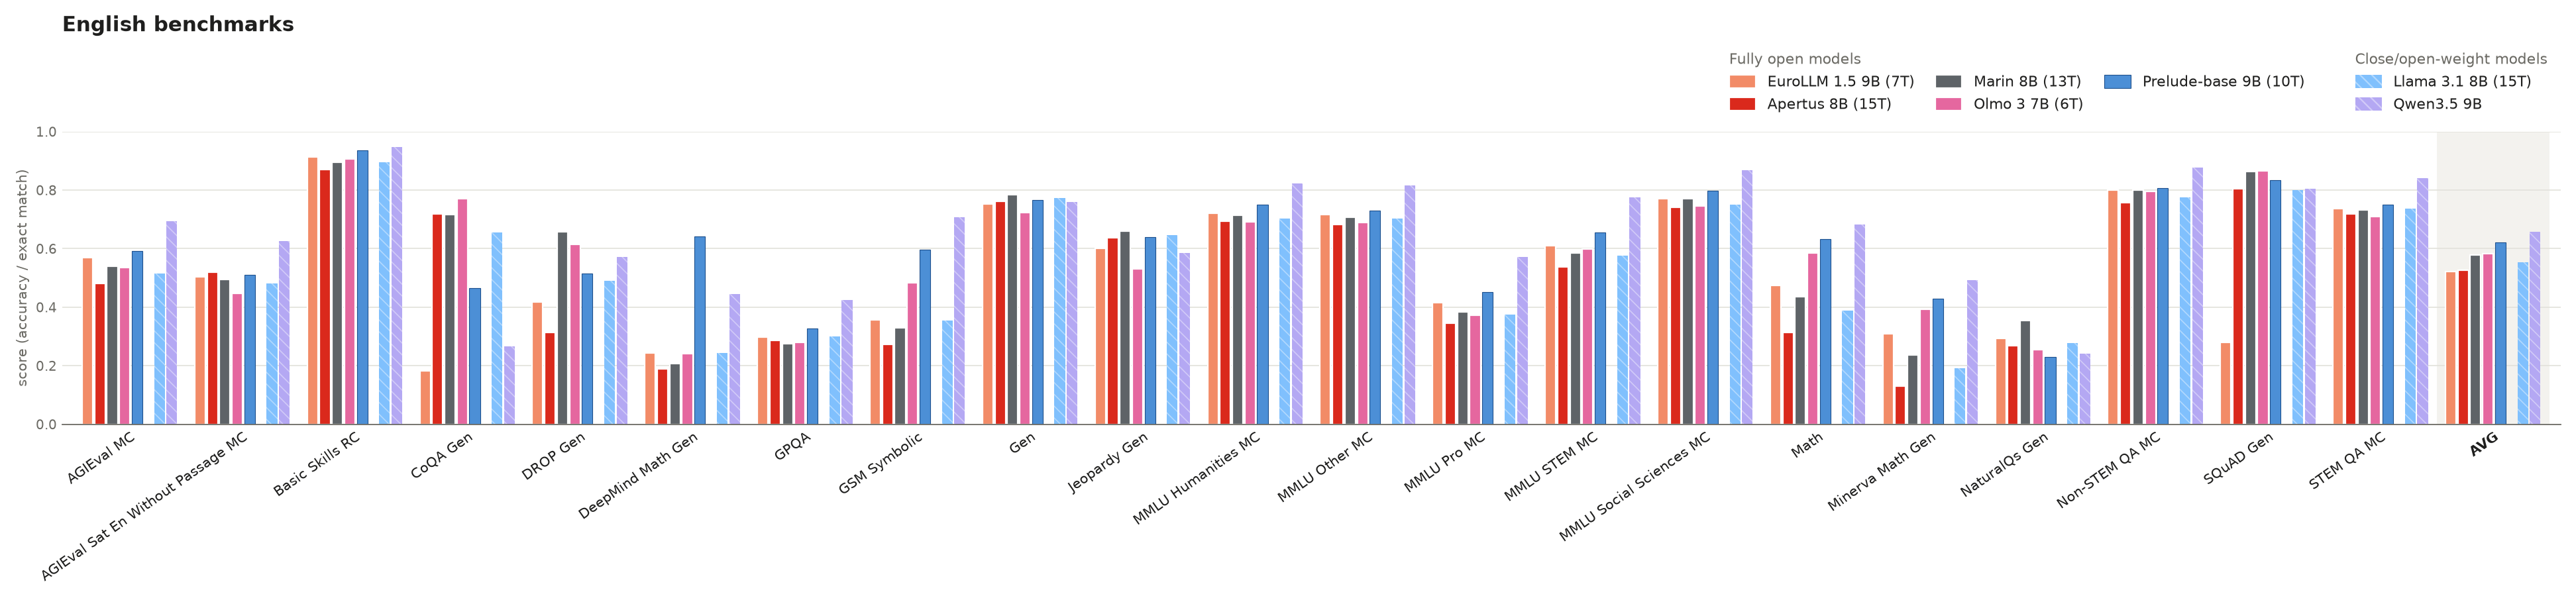 English benchmarks
Fully open models
Close/open-weight models
EuroLLM 1.5 9B (7T)
Marin 8B (13T)
Prelude-base 9B (10T)
Llama 3.1 8B (15T)
Apertus 8B (15T)
Olmo 3 7B (6T)
Qwen3.5 9B
score (accuracy / exact match)
1.0
0.8
0.6
0.4
0.2
0.0
AGIEval MC
AGIEval Sat En Without Passage MC
Basic Skills RC
CoQA Gen
DROP Gen
DeepMind Math Gen
GPQA
GSM Symbolic
Gen
Jeopardy Gen
MMLU Humanities MC
MMLU Other MC
MMLU Pro MC
MMLU STEM MC
MMLU Social Sciences MC
Math
Minerva Math Gen
NaturalQs Gen
Non-STEM QA MC
SQuAD Gen
STEM QA MC
AVG